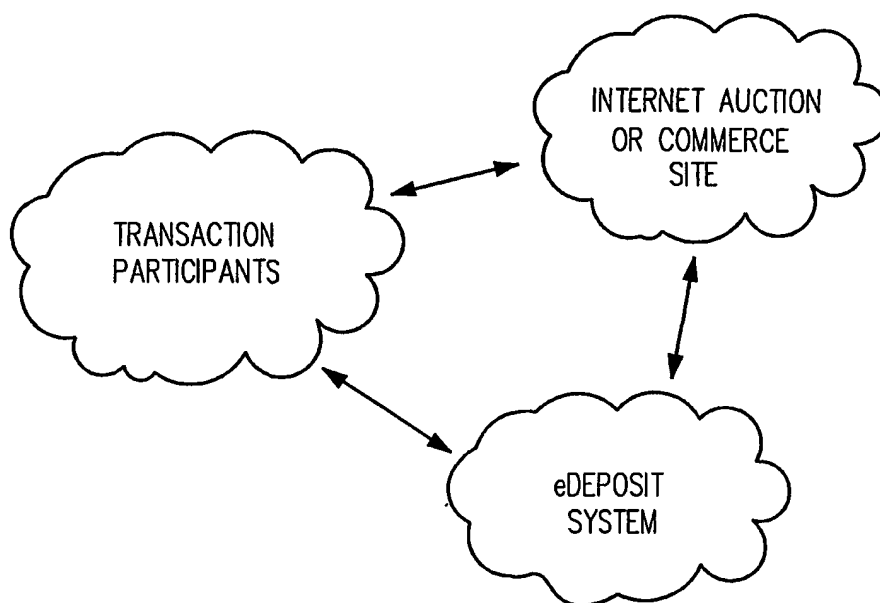 INTERNET AUCTION
OR COMMERCE
SITE
TRANSACTION
PARTICIPANTS
eDEPOSIT
SYSTEM